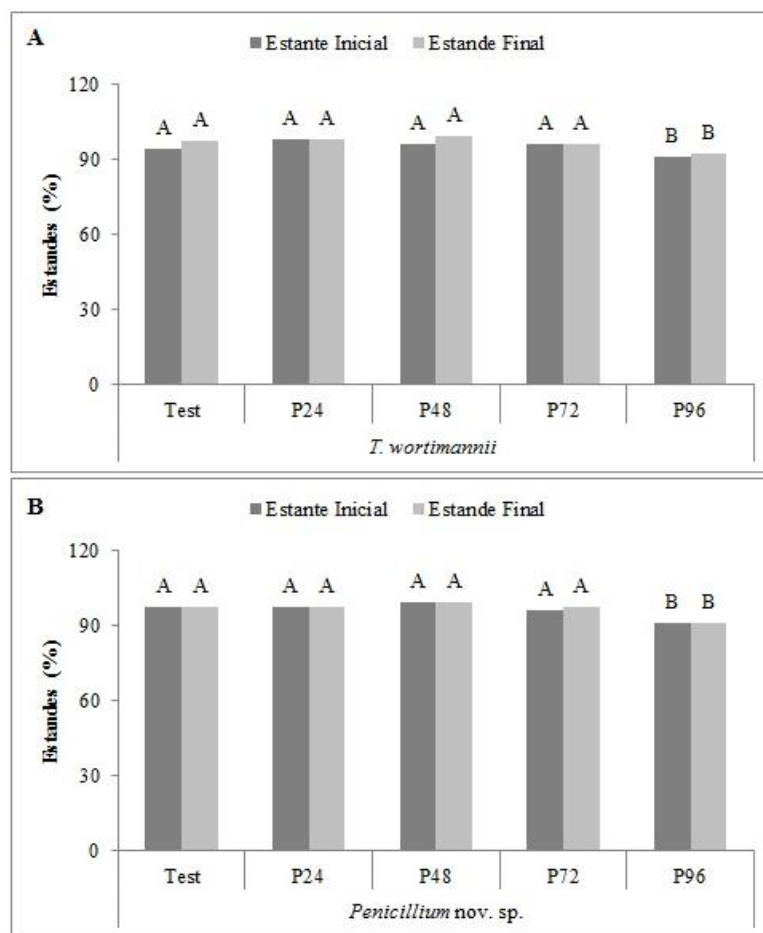 A
Estante Inicial Estande Final
120
90
60
30
0
Estandes (%)
A A A A A A A A B B
Test P24 P48 P72 P96
T. wortimannii
B
Estante Inicial Estande Final
120
90
60
30
0
Estandes (%)
A A A A A A A A B B
Test P24 P48 P72 P96
Penicillium nov. sp.